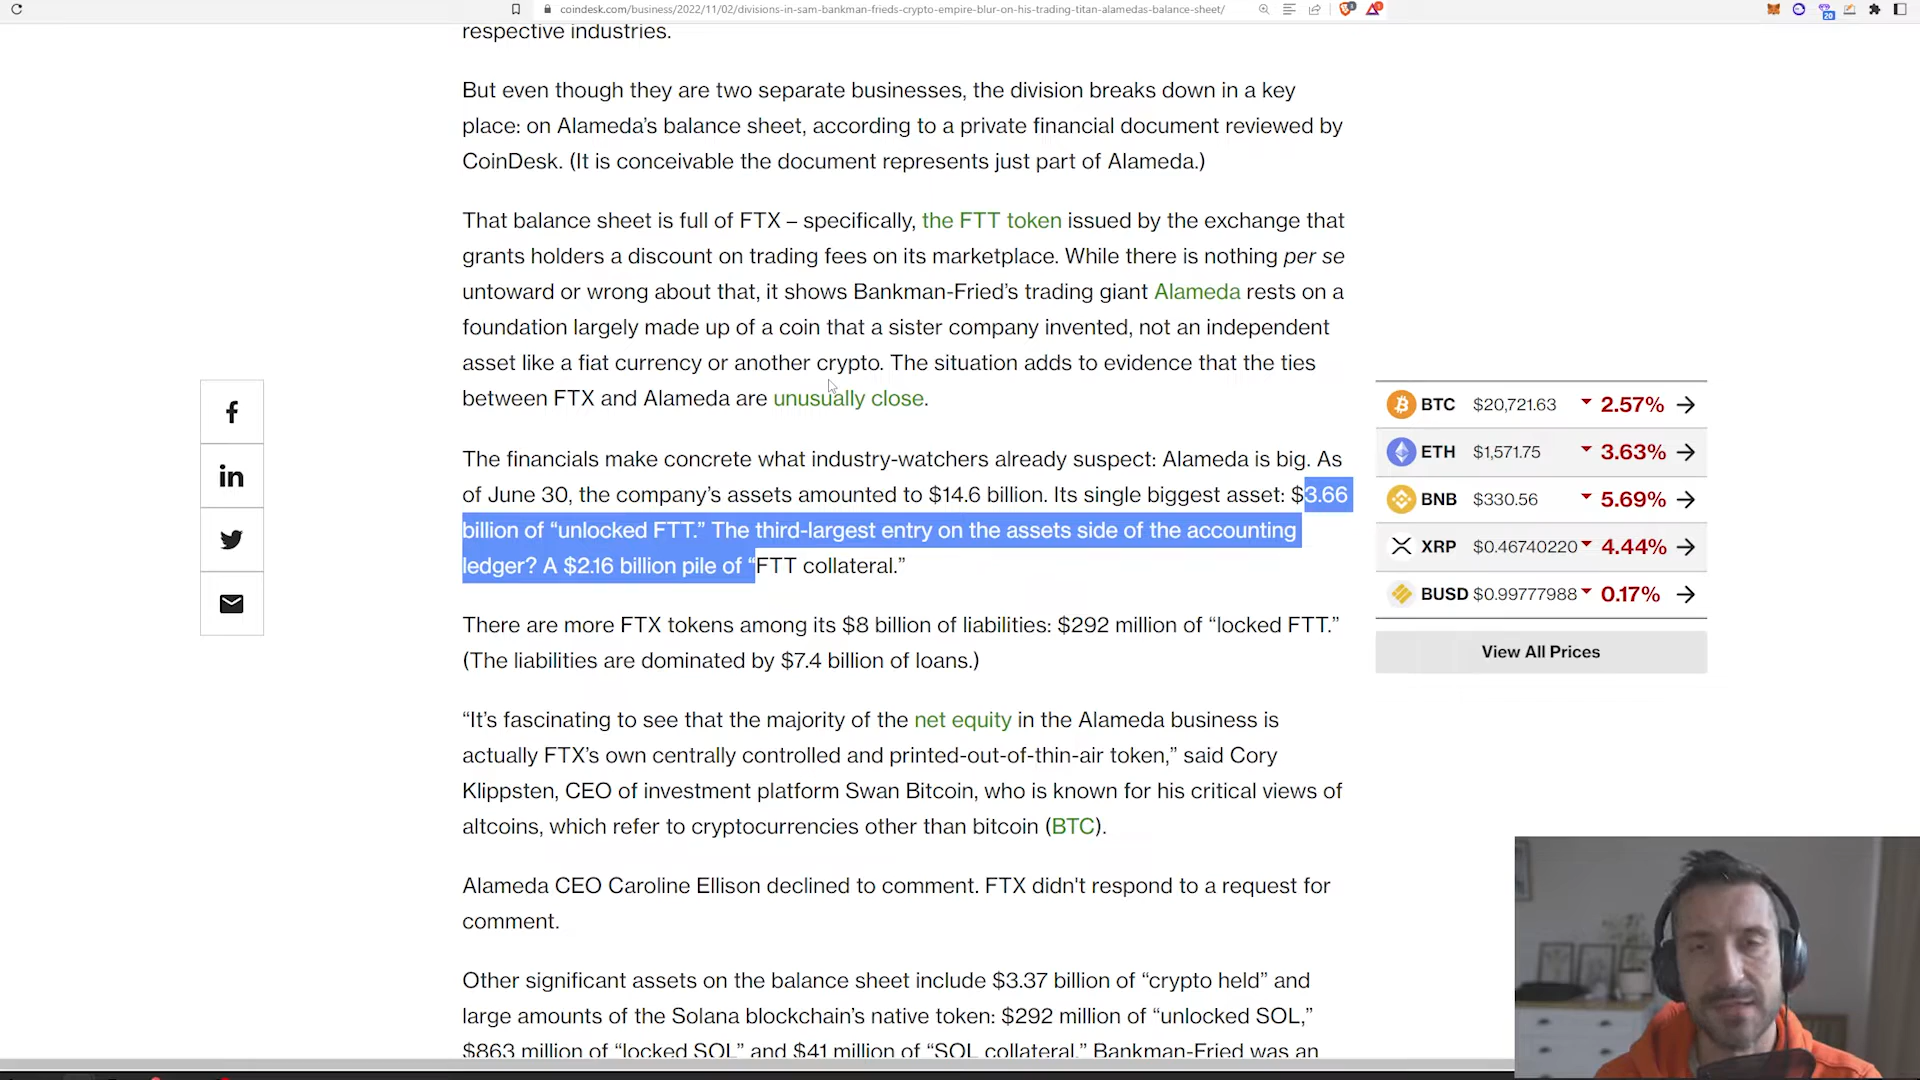 coindesk.com/business/2022/11/02/divisions-in-sam-bankman-frieds-crypto-empire-blur-on-his-trading-titan-alamedas-balance-sheet/
20
respective industries.
But even though they are two separate businesses, the division breaks down in a key
place: on Alameda’s balance sheet, according to a private financial document reviewed by
CoinDesk. (It is conceivable the document represents just part of Alameda.)
That balance sheet is full of FTX – specifically, the FTT token issued by the exchange that
grants holders a discount on trading fees on its marketplace. While there is nothing per se
untoward or wrong about that, it shows Bankman-Fried’s trading giant Alameda rests on a
foundation largely made up of a coin that a sister company invented, not an independent
asset like a fiat currency or another crypto. The situation adds to evidence that the ties
between FTX and Alameda are unusually close.
The financials make concrete what industry-watchers already suspect: Alameda is big. As
of June 30, the company’s assets amounted to $14.6 billion. Its single biggest asset: $3.66
billion of “unlocked FTT.” The third-largest entry on the assets side of the accounting
ledger? A $2.16 billion pile of “FTT collateral.”
There are more FTX tokens among its $8 billion of liabilities: $292 million of “locked FTT.”
(The liabilities are dominated by $7.4 billion of loans.)
“It’s fascinating to see that the majority of the net equity in the Alameda business is
actually FTX’s own centrally controlled and printed-out-of-thin-air token,” said Cory
Klippsten, CEO of investment platform Swan Bitcoin, who is known for his critical views of
altcoins, which refer to cryptocurrencies other than bitcoin (BTC).
Alameda CEO Caroline Ellison declined to comment. FTX didn't respond to a request for
comment.
Other significant assets on the balance sheet include $3.37 billion of “crypto held” and
large amounts of the Solana blockchain’s native token: $292 million of “unlocked SOL,”
$863 million of “locked SOL” and $41 million of “SOL collateral.” Bankman-Fried was an
BTC $20,721.63 2.57%
ETH $1,571.75 3.63%
BNB $330.56 5.69%
XRP $0.46740220 4.44%
BUSD $0.99777988 0.17%
View All Prices